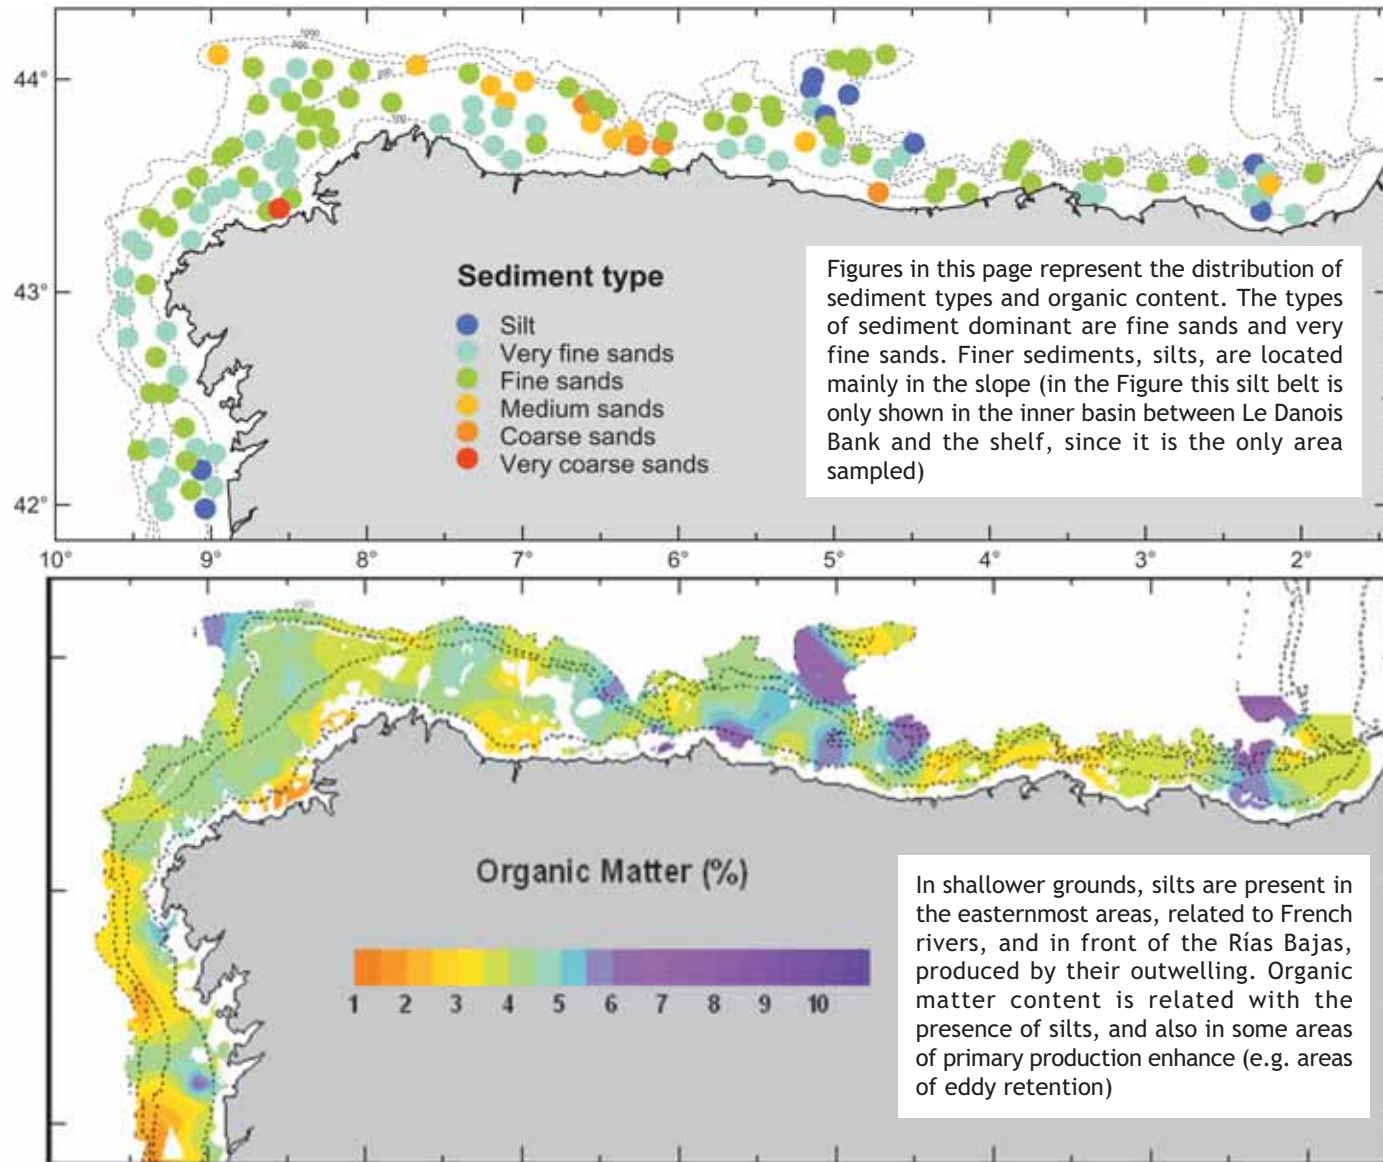 1000
44°
43°
42°
Sediment type
Silt
Very fine sands
Fine sands
Medium sands
Coarse sands
Very coarse sands
Figures in this page represent the distribution of
sediment types and organic content. The types
of sediment dominant are fine sands and very
fine sands. Finer sediments, silts, are located
mainly in the slope (in the Figure this silt belt is
only shown in the inner basin between Le Danois
Bank and the shelf, since it is the only area
sampled)
10° 9° 8° 7° 6° 5° 4° 3° 2°
Organic Matter (%)
1 2 3 4 5 6 7 8 9 10
In shallower grounds, silts are present in
the easternmost areas, related to French
rivers, and in front of the Rías Bajas,
produced by their outwelling. Organic
matter content is related with the
presence of silts, and also in some areas
of primary production enhance (e.g. areas
of eddy retention)